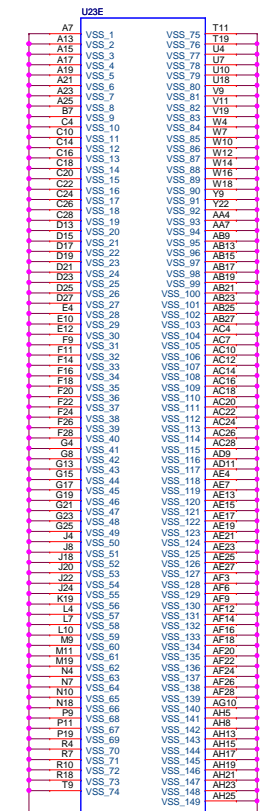 U23E
A7 VSS_1 VSS_75 T11
A13 VSS_2 VSS_76 T19
A15 VSS_3 VSS_77 U4
A17 VSS_4 VSS_78 U7
A19 VSS_5 VSS_79 U10
A21 VSS_6 VSS_80 U18
A23 VSS_7 VSS_81 V9
A25 VSS_8 VSS_82 V11
B7 VSS_9 VSS_83 V19
C4 VSS_10 VSS_84 W4
C10 VSS_11 VSS_85 W7
C14 VSS_12 VSS_86 W10
C16 VSS_13 VSS_87 W12
C18 VSS_14 VSS_88 W14
C20 VSS_15 VSS_89 W16
C22 VSS_16 VSS_90 W18
C24 VSS_17 VSS_91 Y9
C26 VSS_18 VSS_92 Y22
C28 VSS_19 VSS_93 AA4
D13 VSS_20 VSS_94 AA7
D15 VSS_21 VSS_95 AB9
D17 VSS_22 VSS_96 AB13
D19 VSS_23 VSS_97 AB15
D21 VSS_24 VSS_98 AB17
D23 VSS_25 VSS_99 AB19
D25 VSS_26 VSS_100 AB21
D27 VSS_27 VSS_101 AB23
E4 VSS_28 VSS_102 AB25
E10 VSS_29 VSS_103 AB27
E12 VSS_30 VSS_104 AC4
F9 VSS_31 VSS_105 AC7
F11 VSS_32 VSS_106 AC10
F14 VSS_33 VSS_107 AC12
F16 VSS_34 VSS_108 AC14
F18 VSS_35 VSS_109 AC16
F20 VSS_36 VSS_110 AC18
F22 VSS_37 VSS_111 AC20
F24 VSS_38 VSS_112 AC22
F26 VSS_39 VSS_113 AC24
F28 VSS_40 VSS_114 AC26
G4 VSS_41 VSS_115 AC28
G8 VSS_42 VSS_116 AD9
G13 VSS_43 VSS_117 AD11
G15 VSS_44 VSS_118 AE4
G17 VSS_45 VSS_119 AE7
G19 VSS_46 VSS_120 AE13
G21 VSS_47 VSS_121 AE15
G23 VSS_48 VSS_122 AE17
G25 VSS_49 VSS_123 AE19
J4 VSS_50 VSS_124 AE21
J8 VSS_51 VSS_125 AE23
J18 VSS_52 VSS_126 AE25
J20 VSS_53 VSS_127 AE27
J22 VSS_54 VSS_128 AF3
J24 VSS_55 VSS_129 AF6
K19 VSS_56 VSS_130 AF9
L4 VSS_57 VSS_131 AF12
L7 VSS_58 VSS_132 AF14
L10 VSS_59 VSS_133 AF16
M9 VSS_60 VSS_134 AF18
M11 VSS_61 VSS_135 AF20
M19 VSS_62 VSS_136 AF22
N4 VSS_63 VSS_137 AF24
N7 VSS_64 VSS_138 AF26
N10 VSS_65 VSS_139 AF28
N18 VSS_66 VSS_140 AG10
P9 VSS_67 VSS_141 AH5
P11 VSS_68 VSS_142 AH8
P19 VSS_69 VSS_143 AH13
R4 VSS_70 VSS_144 AH15
R7 VSS_71 VSS_145 AH17
R10 VSS_72 VSS_146 AH19
R18 VSS_73 VSS_147 AH21
T9 VSS_74 VSS_148 AH23
VSS_149 AH25